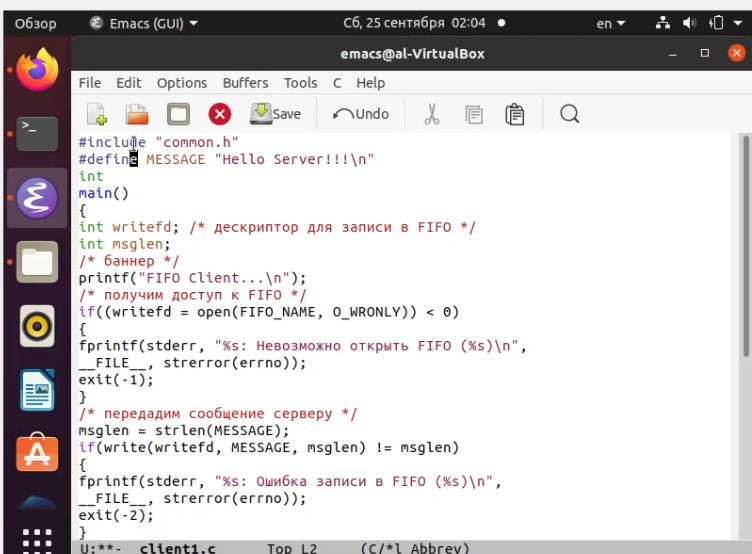 Обзор Emacs (GUI) Сб, 25 сентября 02:04 en
emacs@al-VirtualBox
File Edit Options Buffers Tools C Help
Save Undo
#include "common.h"
#define MESSAGE "Hello Server!!!\n"
int
main()
{
int writefd; /* дескриптор для записи в FIFO */
int msglen;
/* баннер */
printf("FIFO Client...\n");
/* получим доступ к FIFO */
if((writefd = open(FIFO_NAME, O_WRONLY)) < 0)
{
fprintf(stderr, "%s: Невозможно открыть FIFO (%s)\n",
__FILE__, strerror(errno));
exit(-1);
}
/* передадим сообщение серверу */
msglen = strlen(MESSAGE);
if(write(writefd, MESSAGE, msglen) != msglen)
{
fprintf(stderr, "%s: Ошибка записи в FIFO (%s)\n",
__FILE__, strerror(errno));
exit(-2);
}
U:**- client1.c Top L2 (C/*l Abbrev)